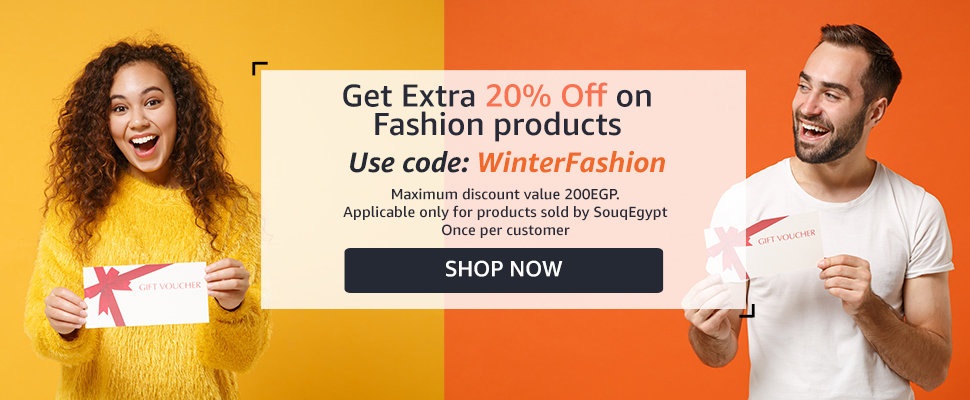 Get Extra 20% Off on
Fashion products
Use code: WinterFashion
Maximum discount value 200EGP.
Applicable only for products sold by SouqEgypt
Once per customer
SHOP NOW
GIFT VOUCHER
GIFT VOUCHER